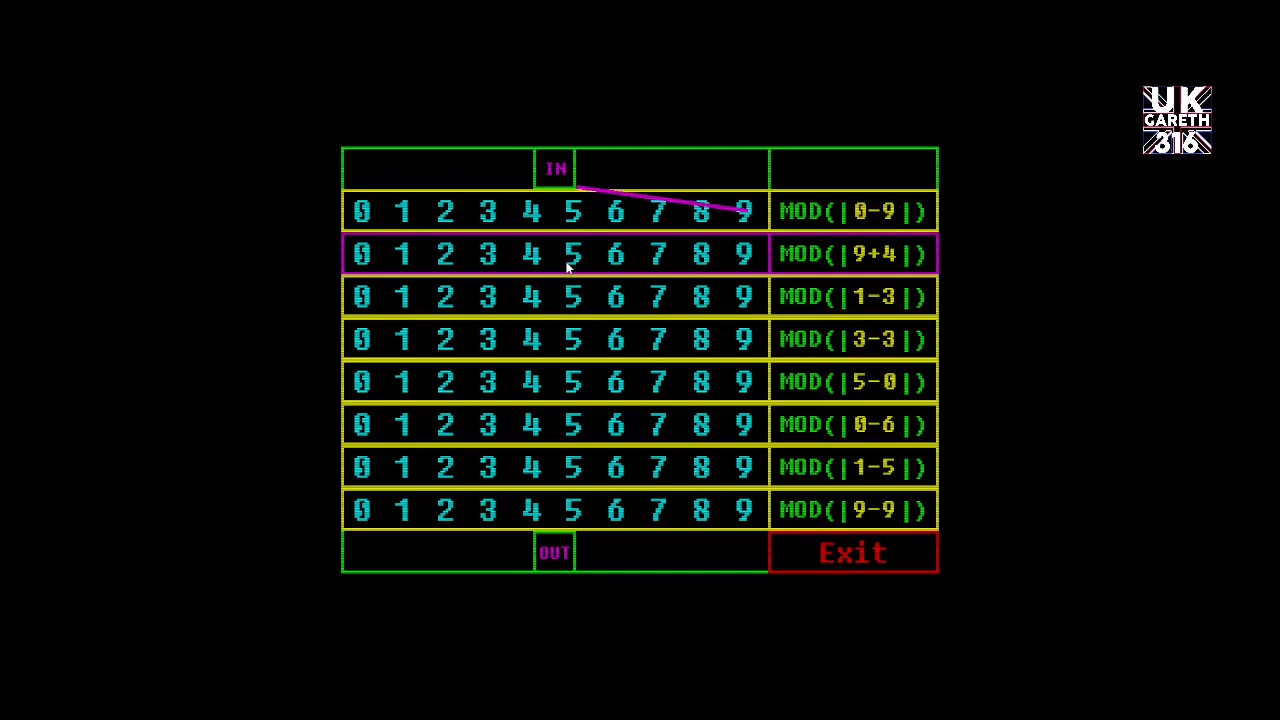 UK
GARETH
316
IN
0 1 2 3 4 5 6 7 8 9 MOD(|0-9|)
0 1 2 3 4 5 6 7 8 9 MOD(|9+4|)
0 1 2 3 4 5 6 7 8 9 MOD(|1-3|)
0 1 2 3 4 5 6 7 8 9 MOD(|3-3|)
0 1 2 3 4 5 6 7 8 9 MOD(|5-0|)
0 1 2 3 4 5 6 7 8 9 MOD(|0-6|)
0 1 2 3 4 5 6 7 8 9 MOD(|1-5|)
0 1 2 3 4 5 6 7 8 9 MOD(|9-9|)
OUT Exit